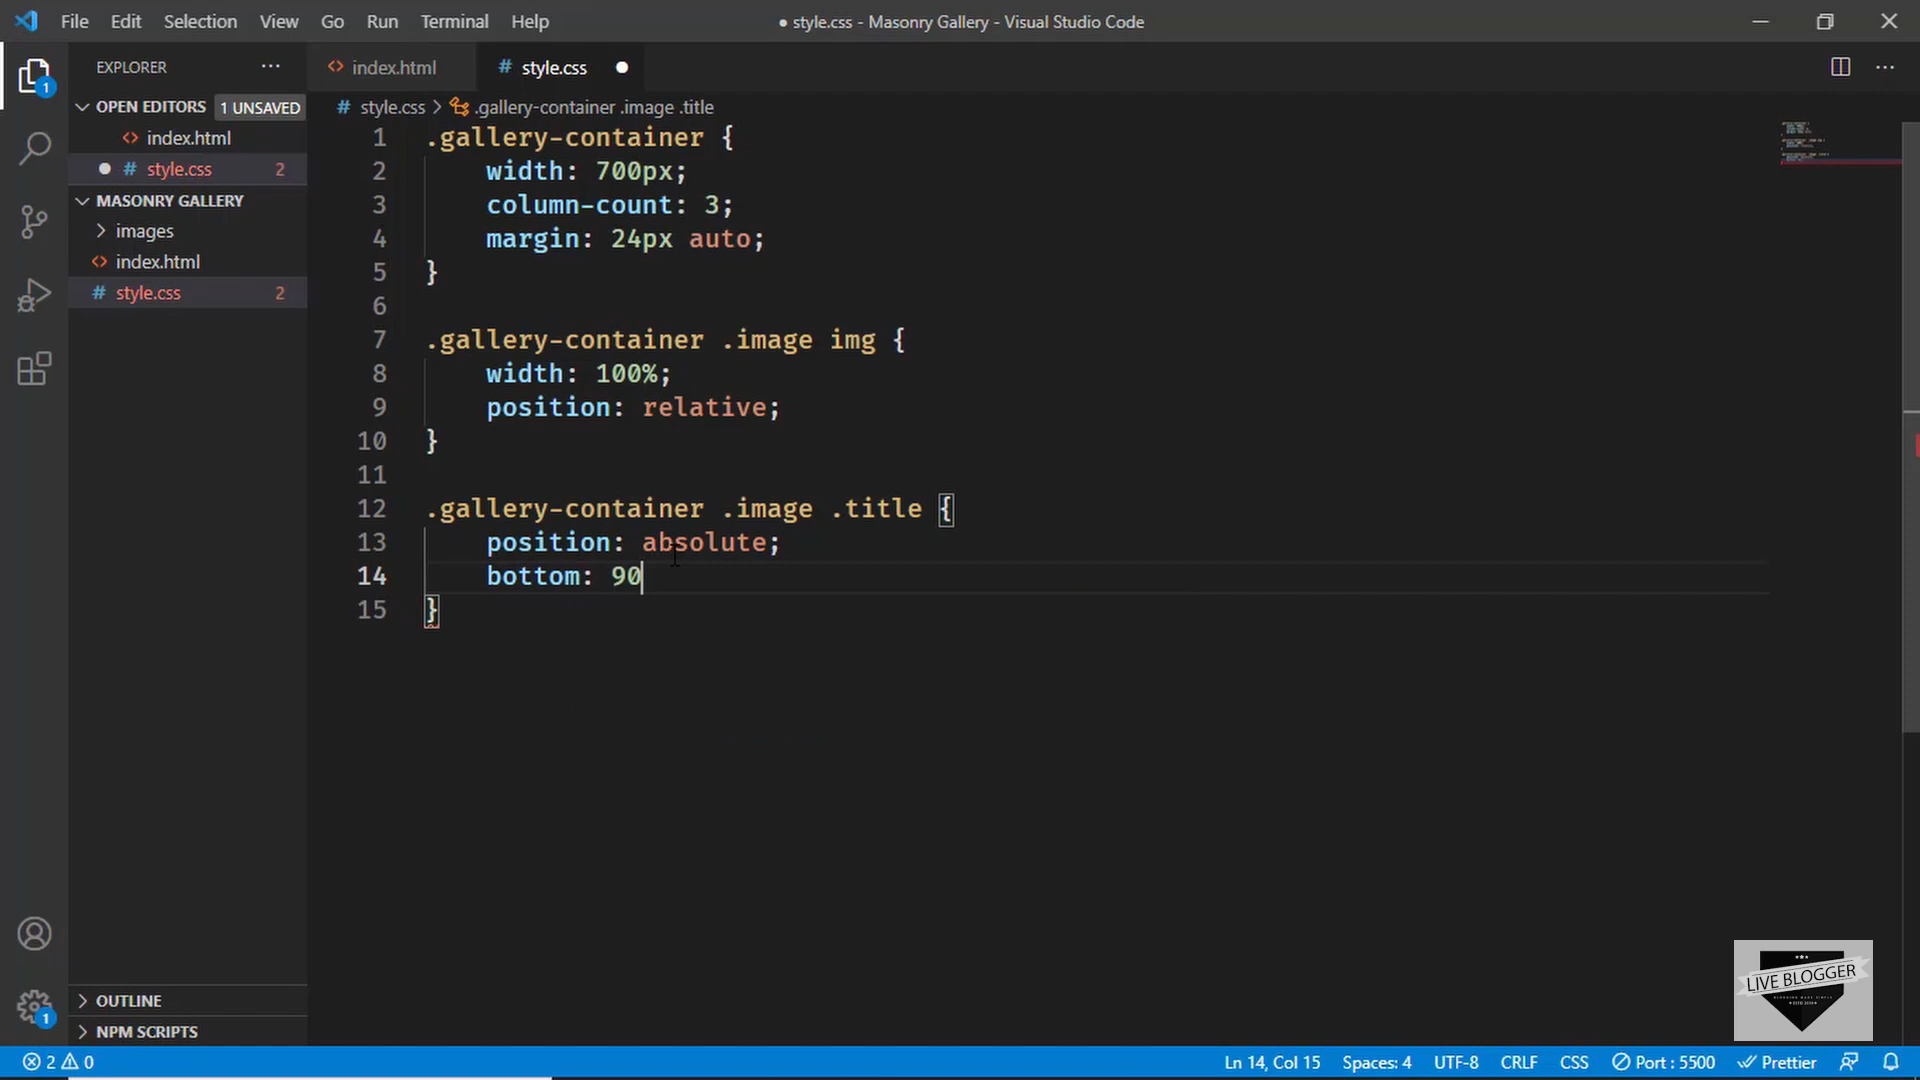 File Edit Selection View Go Run Terminal Help
● style.css - Masonry Gallery - Visual Studio Code
EXPLORER
OPEN EDITORS 1 UNSAVED
index.html
style.css 2
MASONRY GALLERY
images
index.html
style.css 2
OUTLINE
NPM SCRIPTS
1
1
index.html style.css
style.css > .gallery-container .image .title
1 .gallery-container {
2 width: 700px;
3 column-count: 3;
4 margin: 24px auto;
5 }
6
7 .gallery-container .image img {
8 width: 100%;
9 position: relative;
10 }
11
12 .gallery-container .image .title {
13 position: absolute;
14 bottom: 90
15 }
LIVE BLOGGER
2 0 Ln 14, Col 15 Spaces: 4 UTF-8 CRLF CSS Port : 5500 Prettier